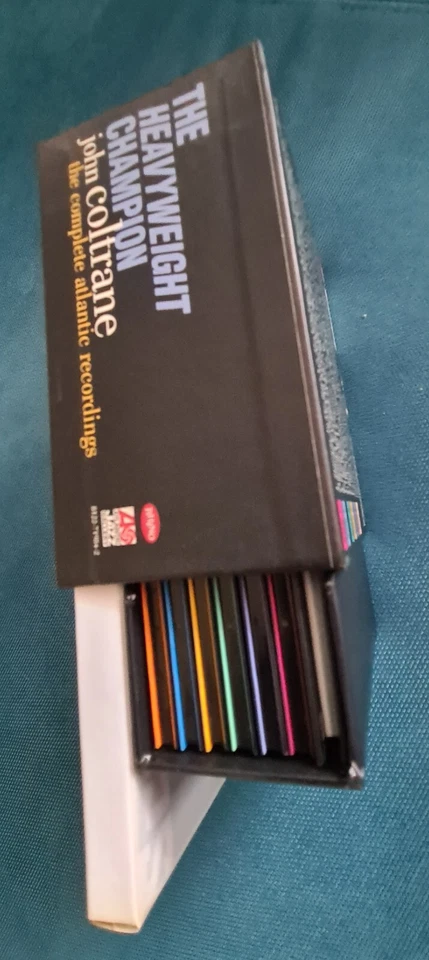 THE
HEAVYWEIGHT
CHAMPION
john coltrane
the complete atlantic recordings